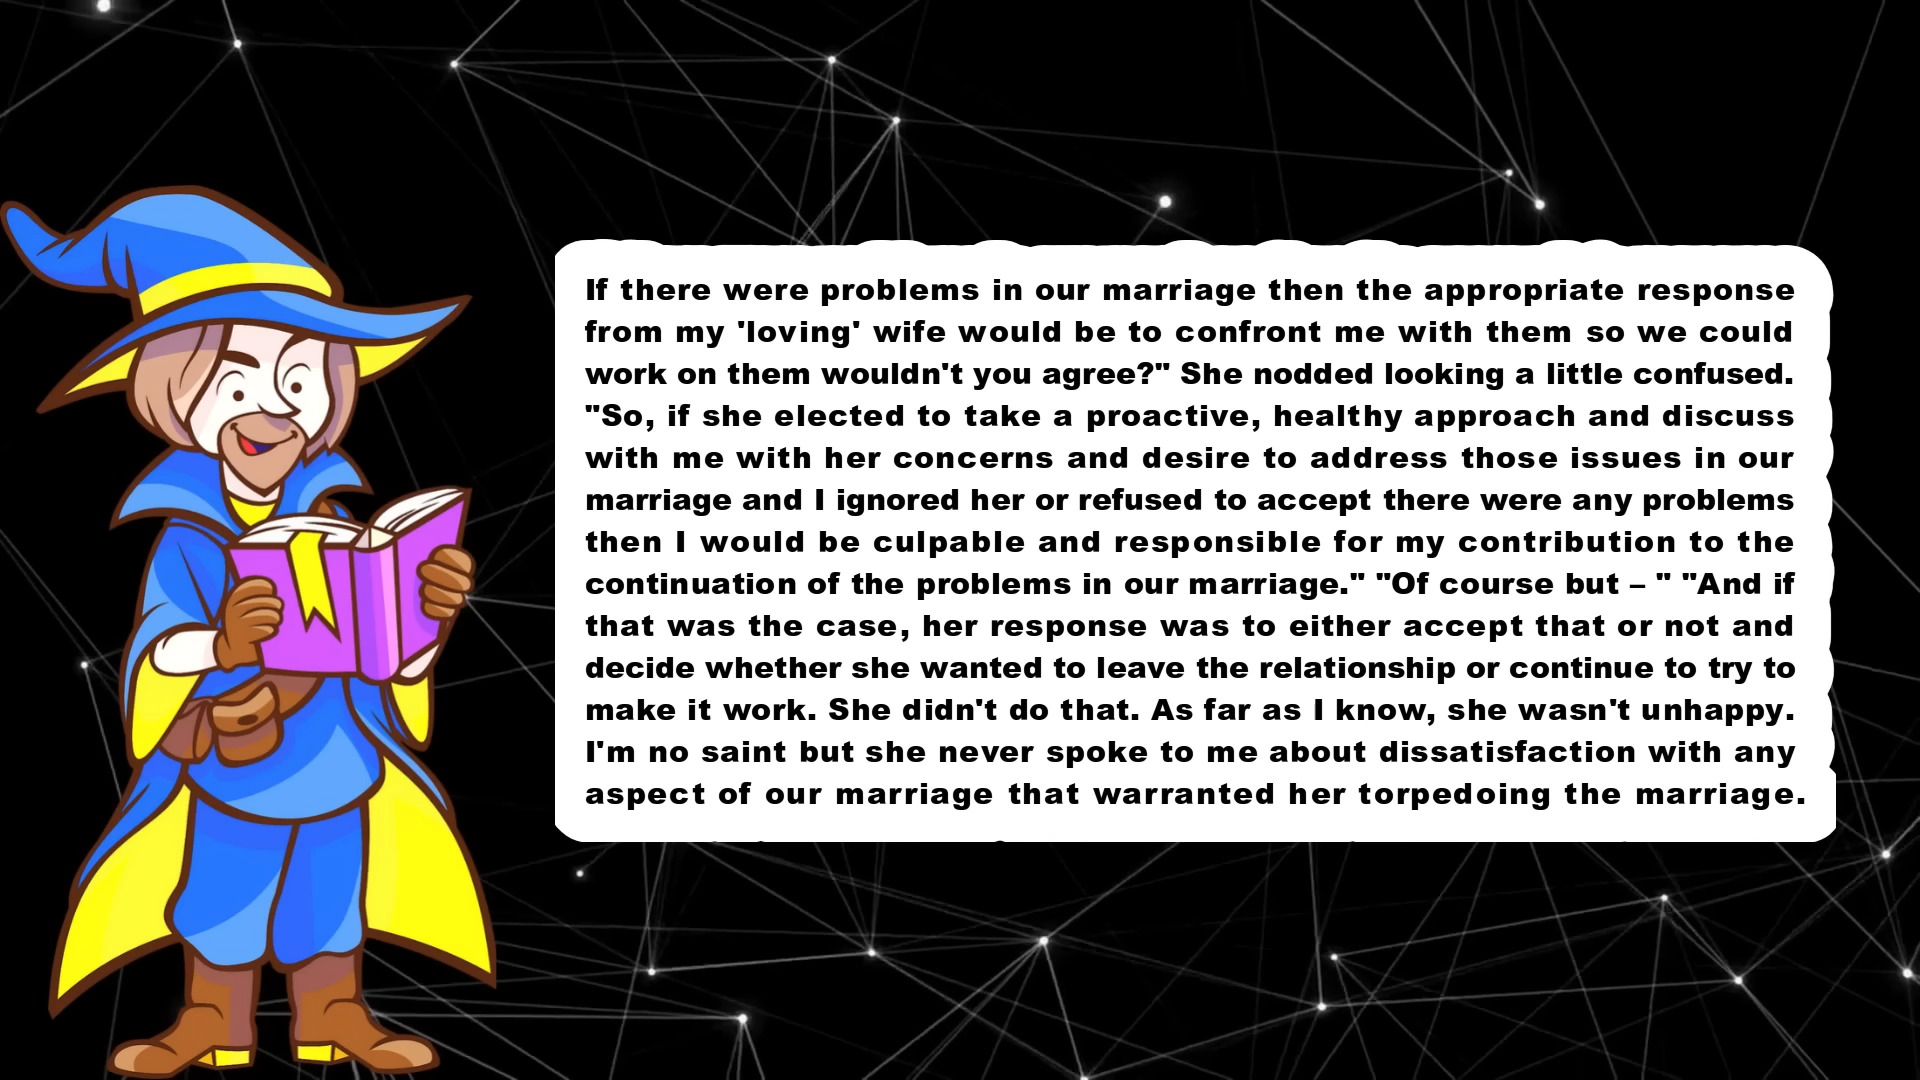 If there were problems in our marriage then the appropriate response
from my 'loving' wife would be to confront me with them so we could
work on them wouldn't you agree?" She nodded looking a little confused.
"So, if she elected to take a proactive, healthy approach and discuss
with me with her concerns and desire to address those issues in our
marriage and I ignored her or refused to accept there were any problems
then I would be culpable and responsible for my contribution to the
continuation of the problems in our marriage." "Of course but – " "And if
that was the case, her response was to either accept that or not and
decide whether she wanted to leave the relationship or continue to try to
make it work. She didn't do that. As far as I know, she wasn't unhappy.
I'm no saint but she never spoke to me about dissatisfaction with any
aspect of our marriage that warranted her torpedoing the marriage.